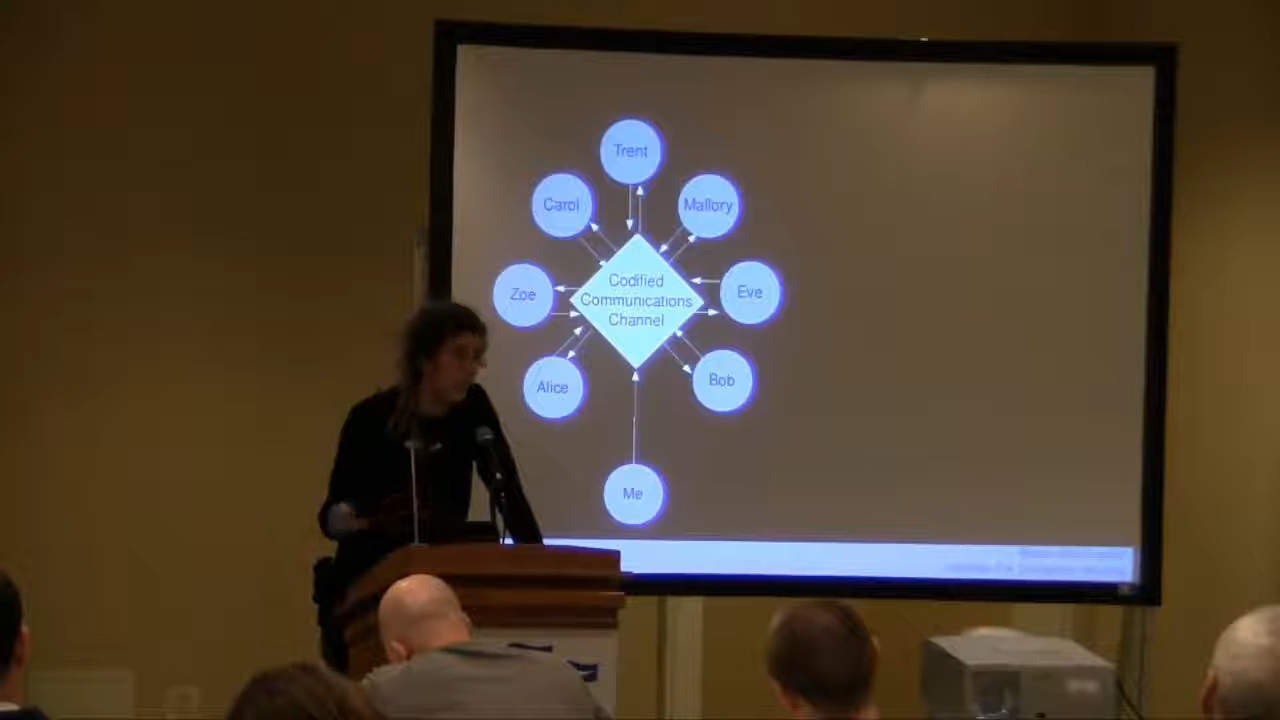 Trent
Carol
Mallory
Codified
Communications
Channel
Zoe
Eve
Alice
Bob
Me